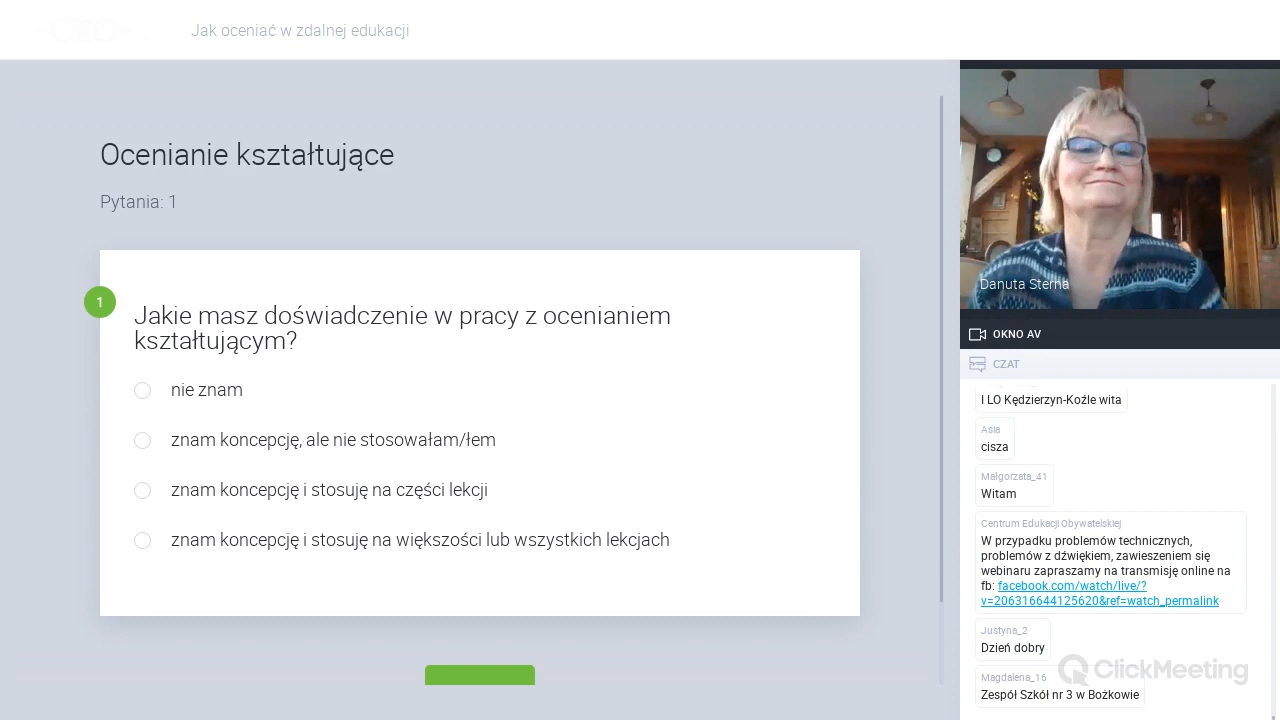 Jak oceniać w zdalnej edukacji
Ocenianie kształtujące
Pytania: 1
1
Jakie masz doświadczenie w pracy z ocenianiem
kształtującym?
nie znam
znam koncepcję, ale nie stosowałam/łem
znam koncepcję i stosuję na części lekcji
znam koncepcję i stosuję na większości lub wszystkich lekcjach
Danuta Sterna
OKNO AV
CZAT
I LO Kędzierzyn-Koźle wita
Asia
cisza
Małgorzata_41
Witam
Centrum Edukacji Obywatelskiej
W przypadku problemów technicznych,
problemów z dźwiękiem, zawieszeniem się
webinaru zapraszamy na transmisję online na
fb: facebook.com/watch/live/?
v=206316644125620&ref=watch_permalink
Justyna_2
Dzień dobry
Magdalena_16
Zespół Szkół nr 3 w Bożkowie
ClickMeeting